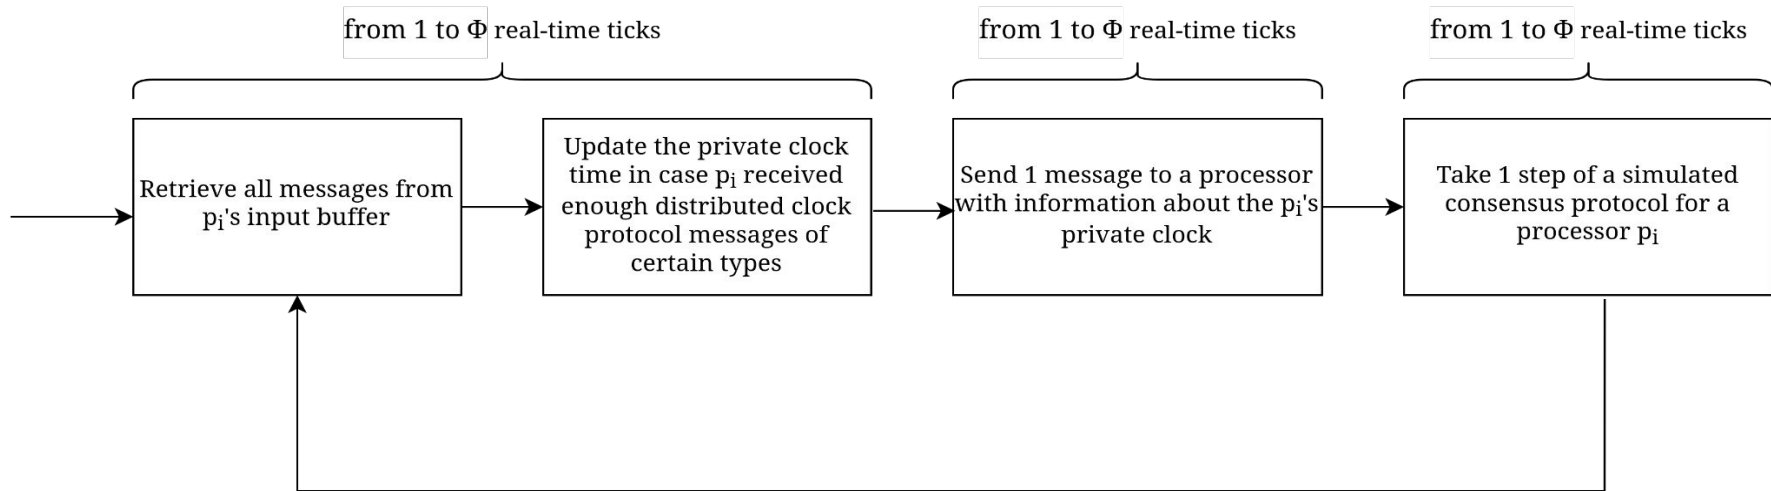 from 1 to Φ real-time ticks
from 1 to Φ real-time ticks
from 1 to Φ real-time ticks
Retrieve all messages from
pi's input buffer
Update the private clock
time in case pi received
enough distributed clock
protocol messages of
certain types
Send 1 message to a processor
with information about the pi's
private clock
Take 1 step of a simulated
consensus protocol for a
processor pi